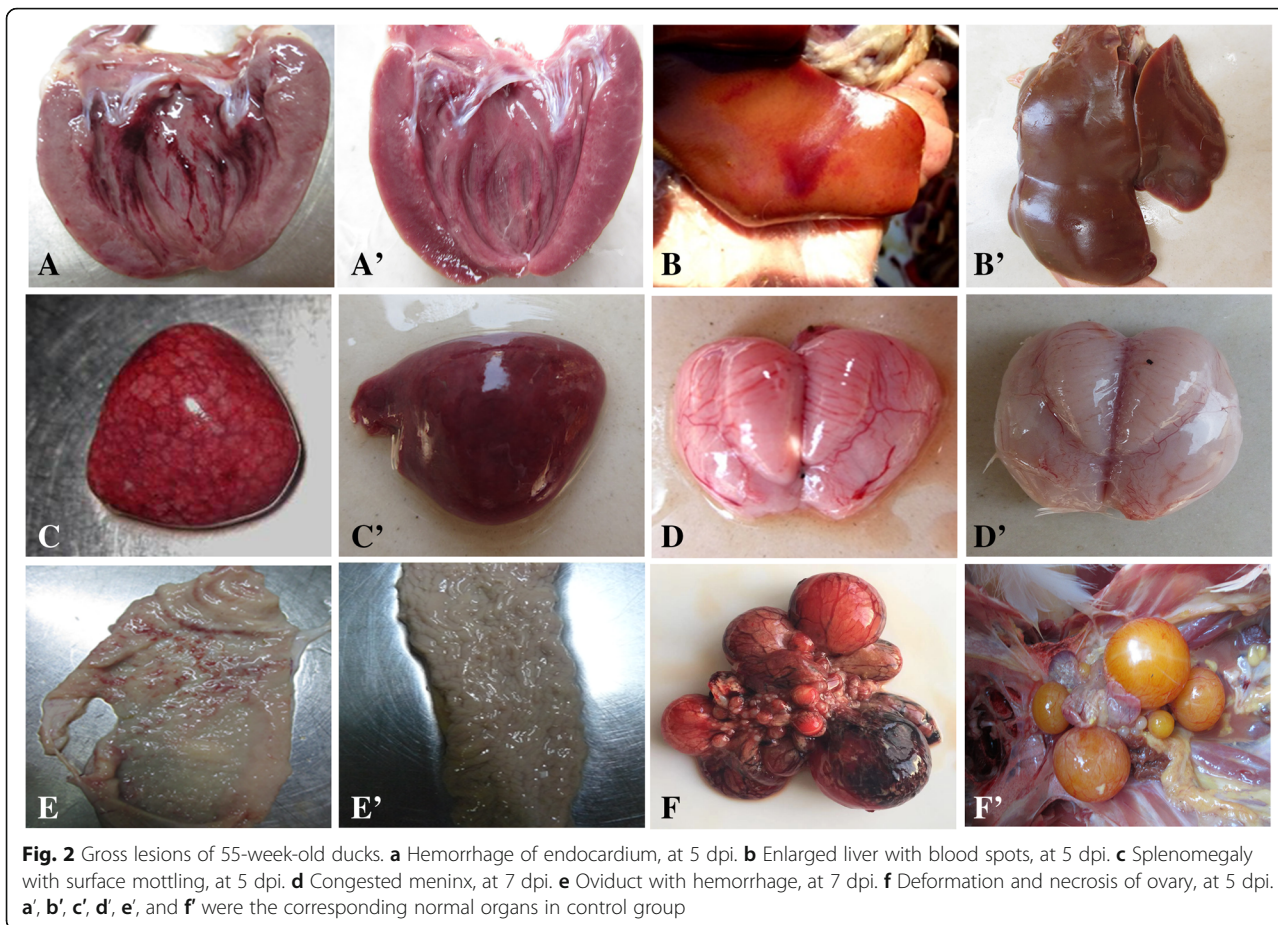 A A’ B B’
C C’ D D’
E E’ F F’
Fig. 2 Gross lesions of 55-week-old ducks. a Hemorrhage of endocardium, at 5 dpi. b Enlarged liver with blood spots, at 5 dpi. c Splenomegaly
with surface mottling, at 5 dpi. d Congested meninx, at 7 dpi. e Oviduct with hemorrhage, at 7 dpi. f Deformation and necrosis of ovary, at 5 dpi.
a′, b′, c′, d′, e′, and f′ were the corresponding normal organs in control group